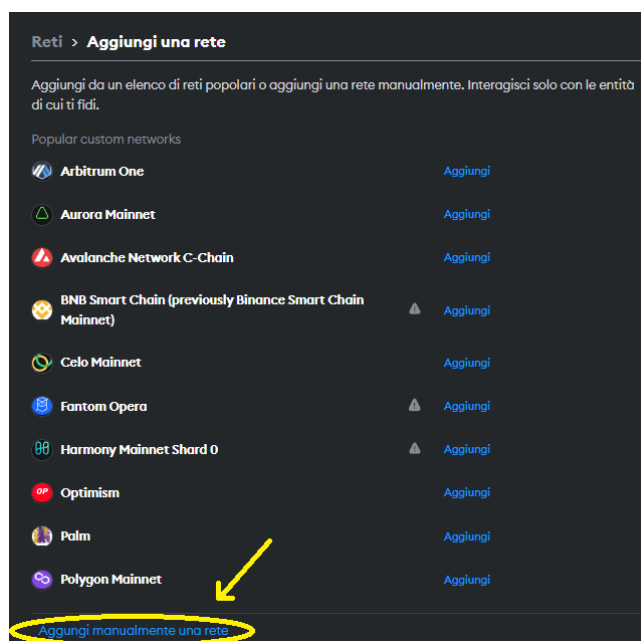 Reti > Aggiungi una rete
Aggiungi da un elenco di reti popolari o aggiungi una rete manualmente. Interagisci solo con le entità
di cui ti fidi.
Popular custom networks
Arbitrum One Aggiungi
Aurora Mainnet Aggiungi
Avalanche Network C-Chain Aggiungi
BNB Smart Chain (previously Binance Smart Chain
Mainnet) Aggiungi
Celo Mainnet Aggiungi
Fantom Opera Aggiungi
Harmony Mainnet Shard 0 Aggiungi
OP Optimism Aggiungi
Palm Aggiungi
Polygon Mainnet Aggiungi
Aggungi manualmente una rete